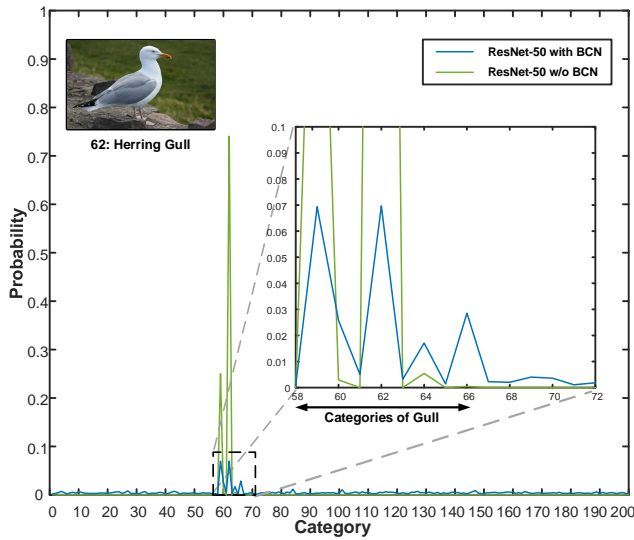 1
0.9
0.8
0.7
0.6
0.5
0.4
0.3
0.2
0.1
0
Probability
62: Herring Gull
ResNet-50 with BCN
ResNet-50 w/o BCN
0.1
0.09
0.08
0.07
0.06
0.05
0.04
0.03
0.02
0.01
0
58 60 62 64 66 68 70 72
Categories of Gull
0 10 20 30 40 50 60 70 80 90 100 110 120 130 140 150 160 170 180 190 200
Category